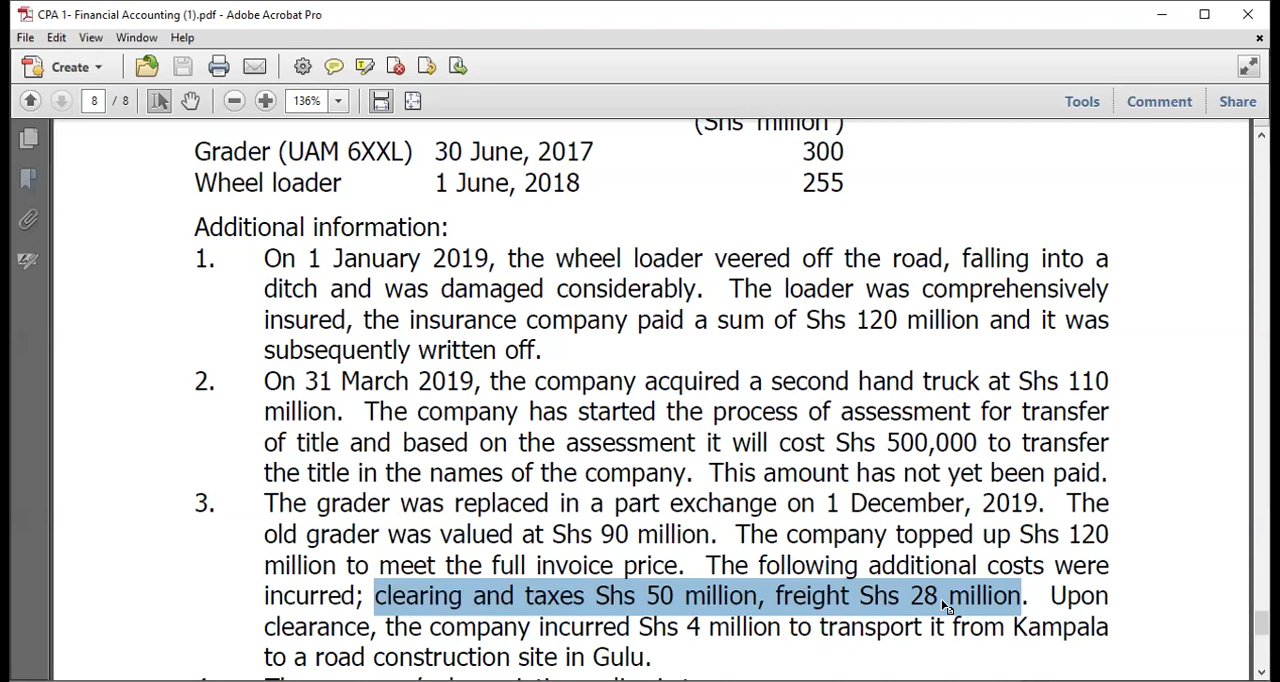 CPA 1- Financial Accounting (1).pdf - Adobe Acrobat Pro
File Edit View Window Help
Create
8 / 8 136% Tools Comment Share
(Shs million )
Grader (UAM 6XXL) 30 June, 2017 300
Wheel loader 1 June, 2018 255
Additional information:
1. On 1 January 2019, the wheel loader veered off the road, falling into a
ditch and was damaged considerably. The loader was comprehensively
insured, the insurance company paid a sum of Shs 120 million and it was
subsequently written off.
2. On 31 March 2019, the company acquired a second hand truck at Shs 110
million. The company has started the process of assessment for transfer
of title and based on the assessment it will cost Shs 500,000 to transfer
the title in the names of the company. This amount has not yet been paid.
3. The grader was replaced in a part exchange on 1 December, 2019. The
old grader was valued at Shs 90 million. The company topped up Shs 120
million to meet the full invoice price. The following additional costs were
incurred; clearing and taxes Shs 50 million, freight Shs 28 million. Upon
clearance, the company incurred Shs 4 million to transport it from Kampala
to a road construction site in Gulu.